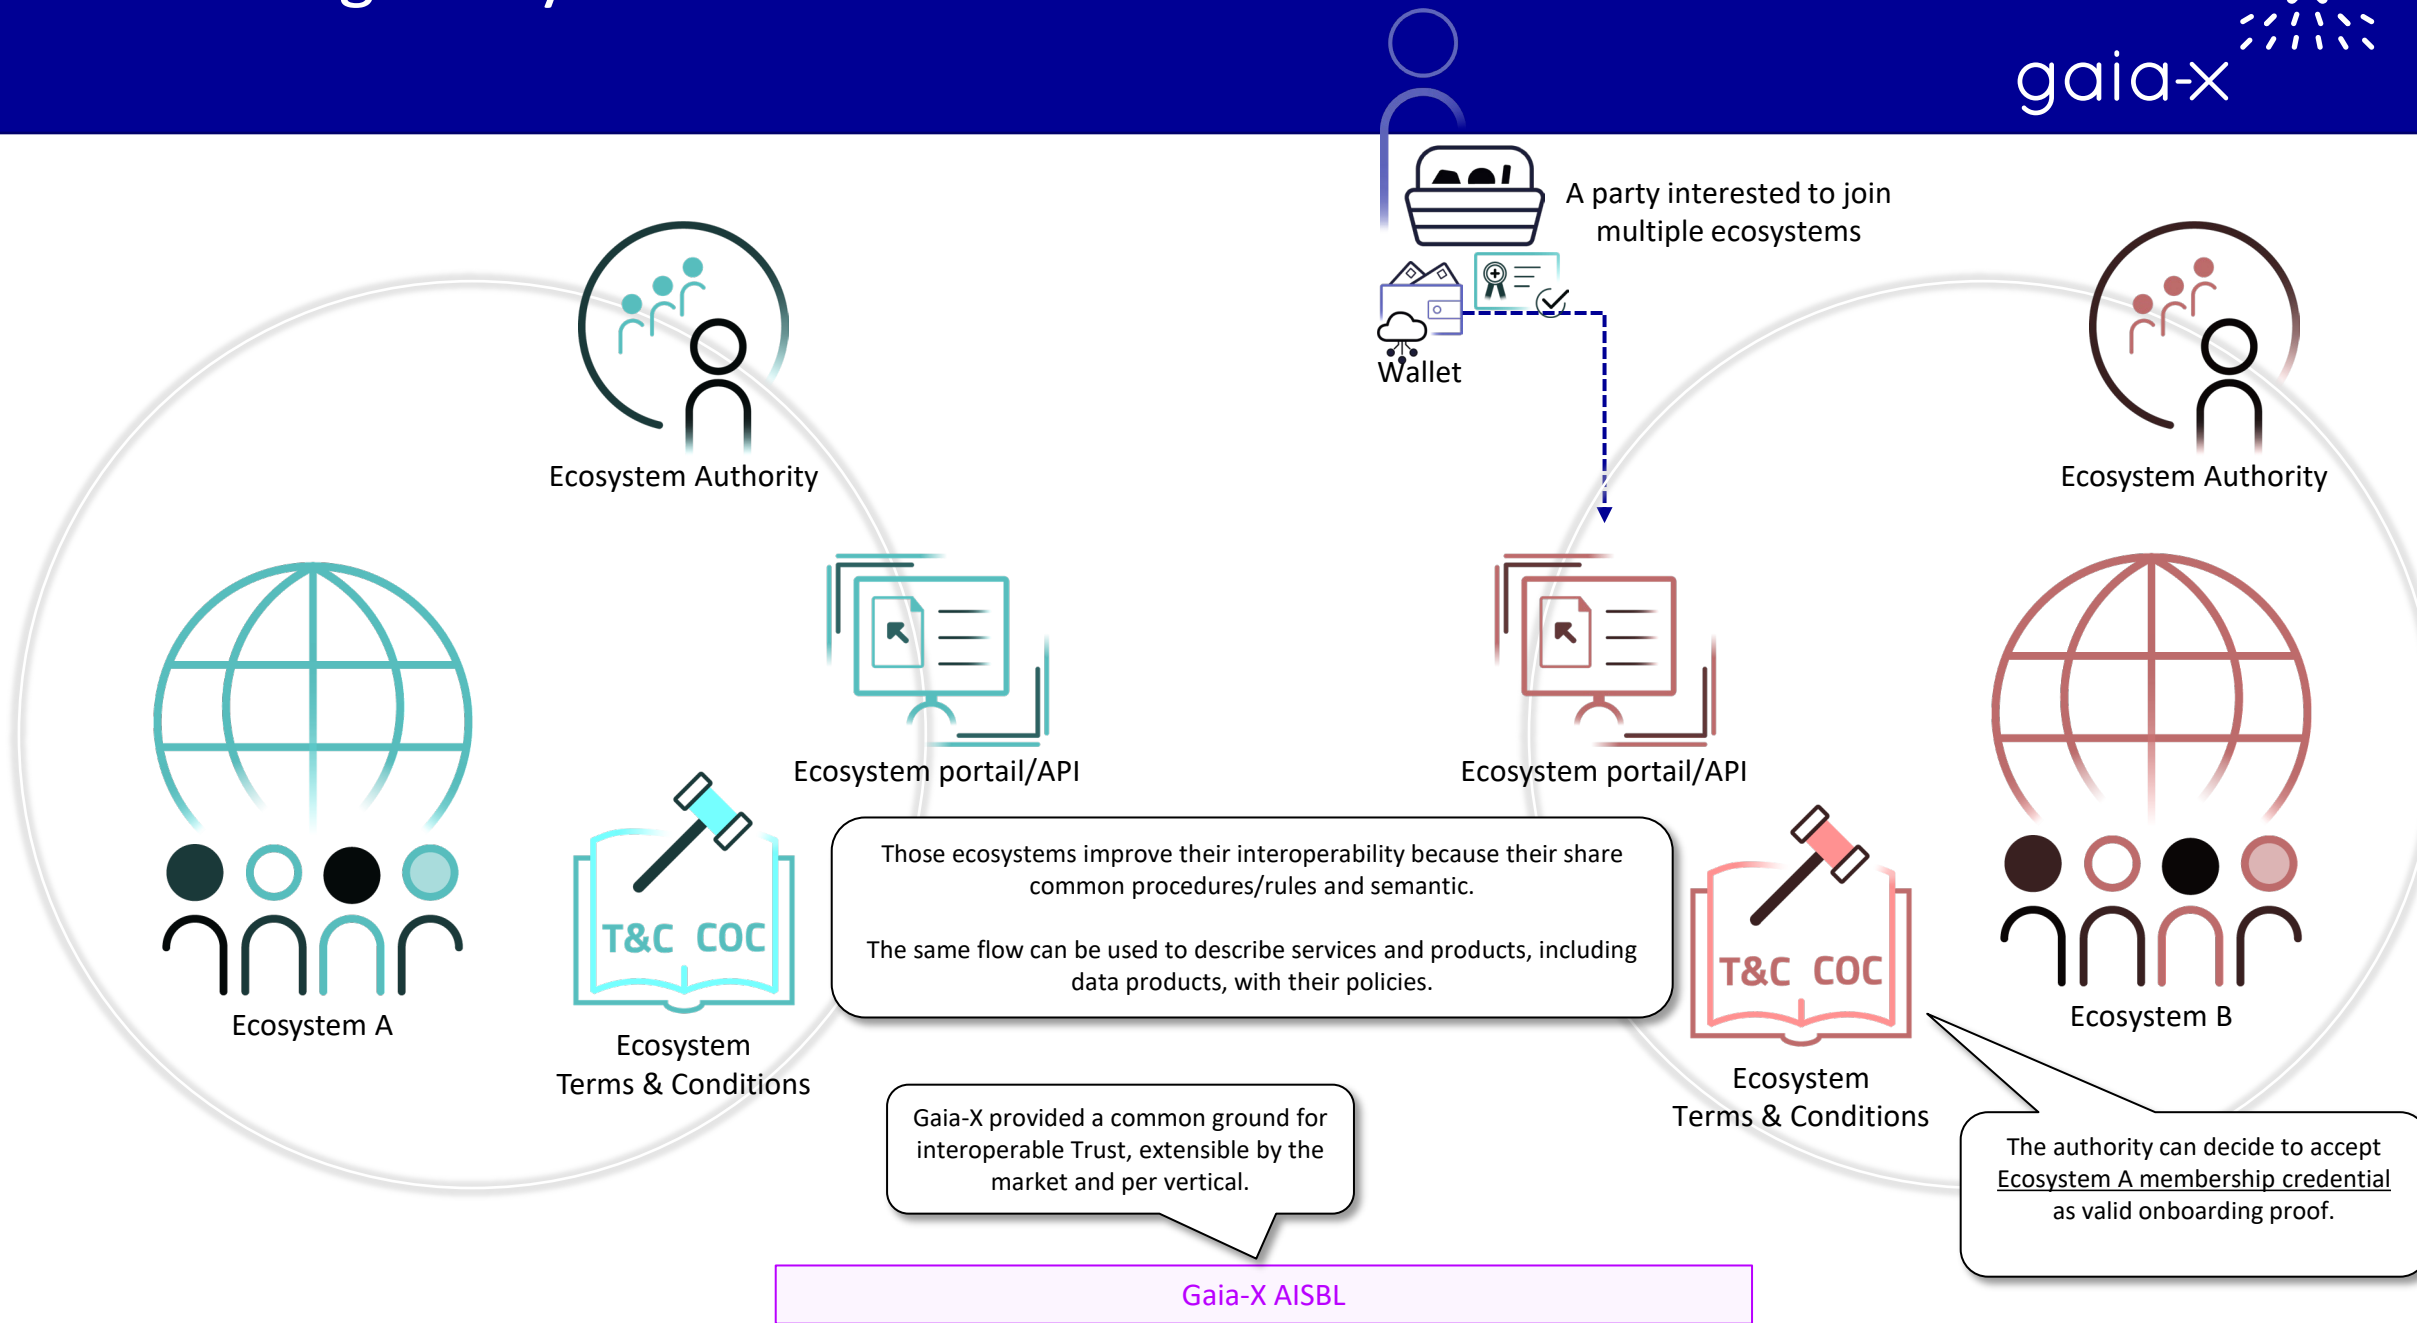 gaia-x
A party interested to join
multiple ecosystems
Wallet
Ecosystem Authority
Ecosystem Authority
Ecosystem portail/API
Ecosystem portail/API
Those ecosystems improve their interoperability because their share
common procedures/rules and semantic.
The same flow can be used to describe services and products, including
data products, with their policies.
T&C COC
T&C COC
Ecosystem A
Ecosystem B
Ecosystem
Terms & Conditions
Ecosystem
Terms & Conditions
Gaia-X provided a common ground for
interoperable Trust, extensible by the
market and per vertical.
The authority can decide to accept
Ecosystem A membership credential
as valid onboarding proof.
Gaia-X AISBL